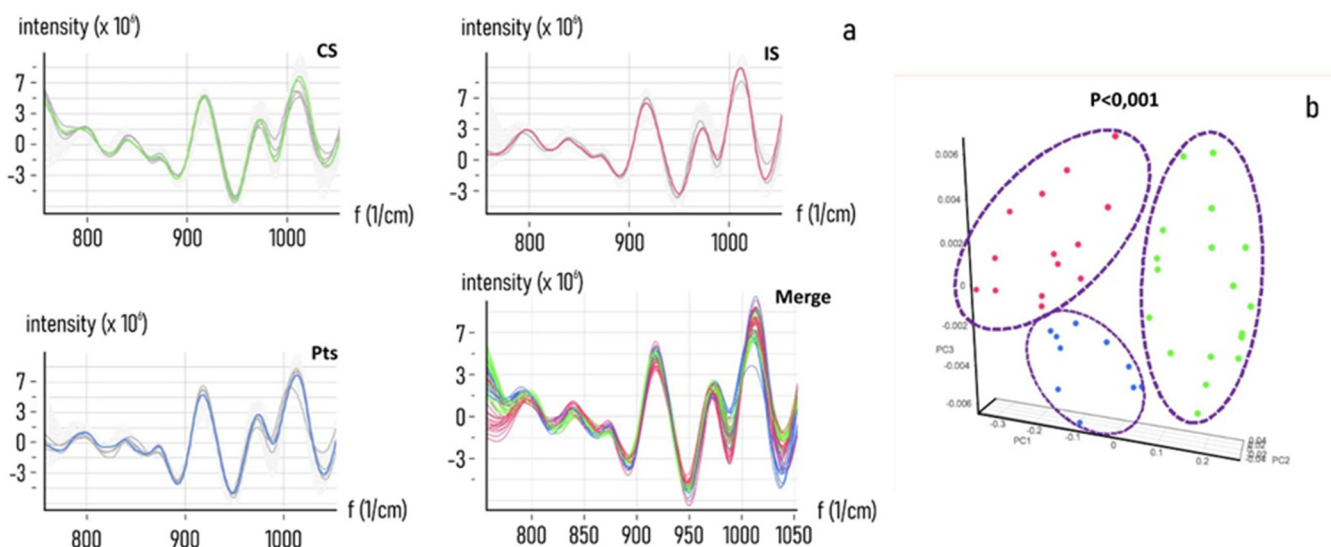 intensity (x 10⁶)
CS
7
3
0
-3
f (1/cm)
800 900 1000
intensity (x 10⁶)
IS
7
3
0
-3
f (1/cm)
800 900 1000
a
intensity (x 10⁶)
Pts
7
3
0
-3
f (1/cm)
800 900 1000
intensity (x 10⁶)
Merge
7
3
0
-3
f (1/cm)
800 850 900 950 1000 1050
P<0,001
b
0.006
0.004
0.002
0
-0.002
PC3
-0.004
-0.006
-0.3 -0.2 -0.1 0 0.1 0.2
PC1
PC2
0.04
-0.04